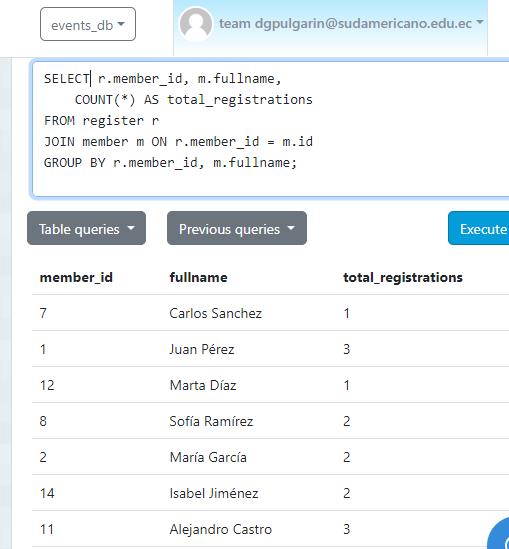 events_db
team dgpulgarin@sudamericano.edu.ec
SELECT r.member_id, m.fullname,
    COUNT(*) AS total_registrations
FROM register r
JOIN member m ON r.member_id = m.id
GROUP BY r.member_id, m.fullname;
Table queries
Previous queries
Execute
member_id fullname total_registrations
7 Carlos Sanchez 1
1 Juan Pérez 3
12 Marta Díaz 1
8 Sofía Ramírez 2
2 María García 2
14 Isabel Jiménez 2
11 Alejandro Castro 3